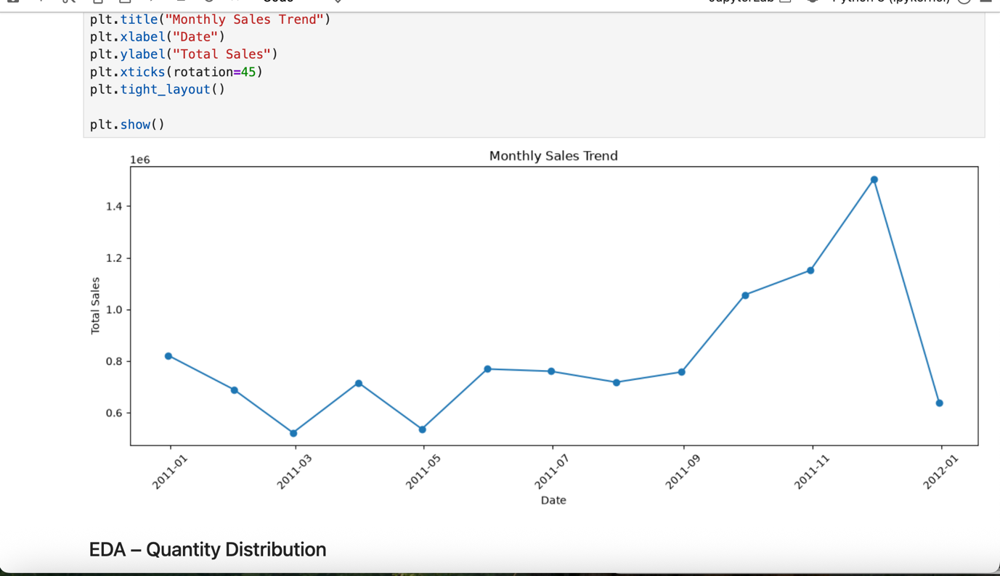 plt.title("Monthly Sales Trend")
plt.xlabel("Date")
plt.ylabel("Total Sales")
plt.xticks(rotation=45)
plt.tight_layout()
plt.show()
Monthly Sales Trend
1e6
1.4
1.2
1.0
0.8
0.6
Total Sales
2011-01
2011-03
2011-05
2011-07
2011-09
2011-11
2012-01
Date
EDA – Quantity Distribution